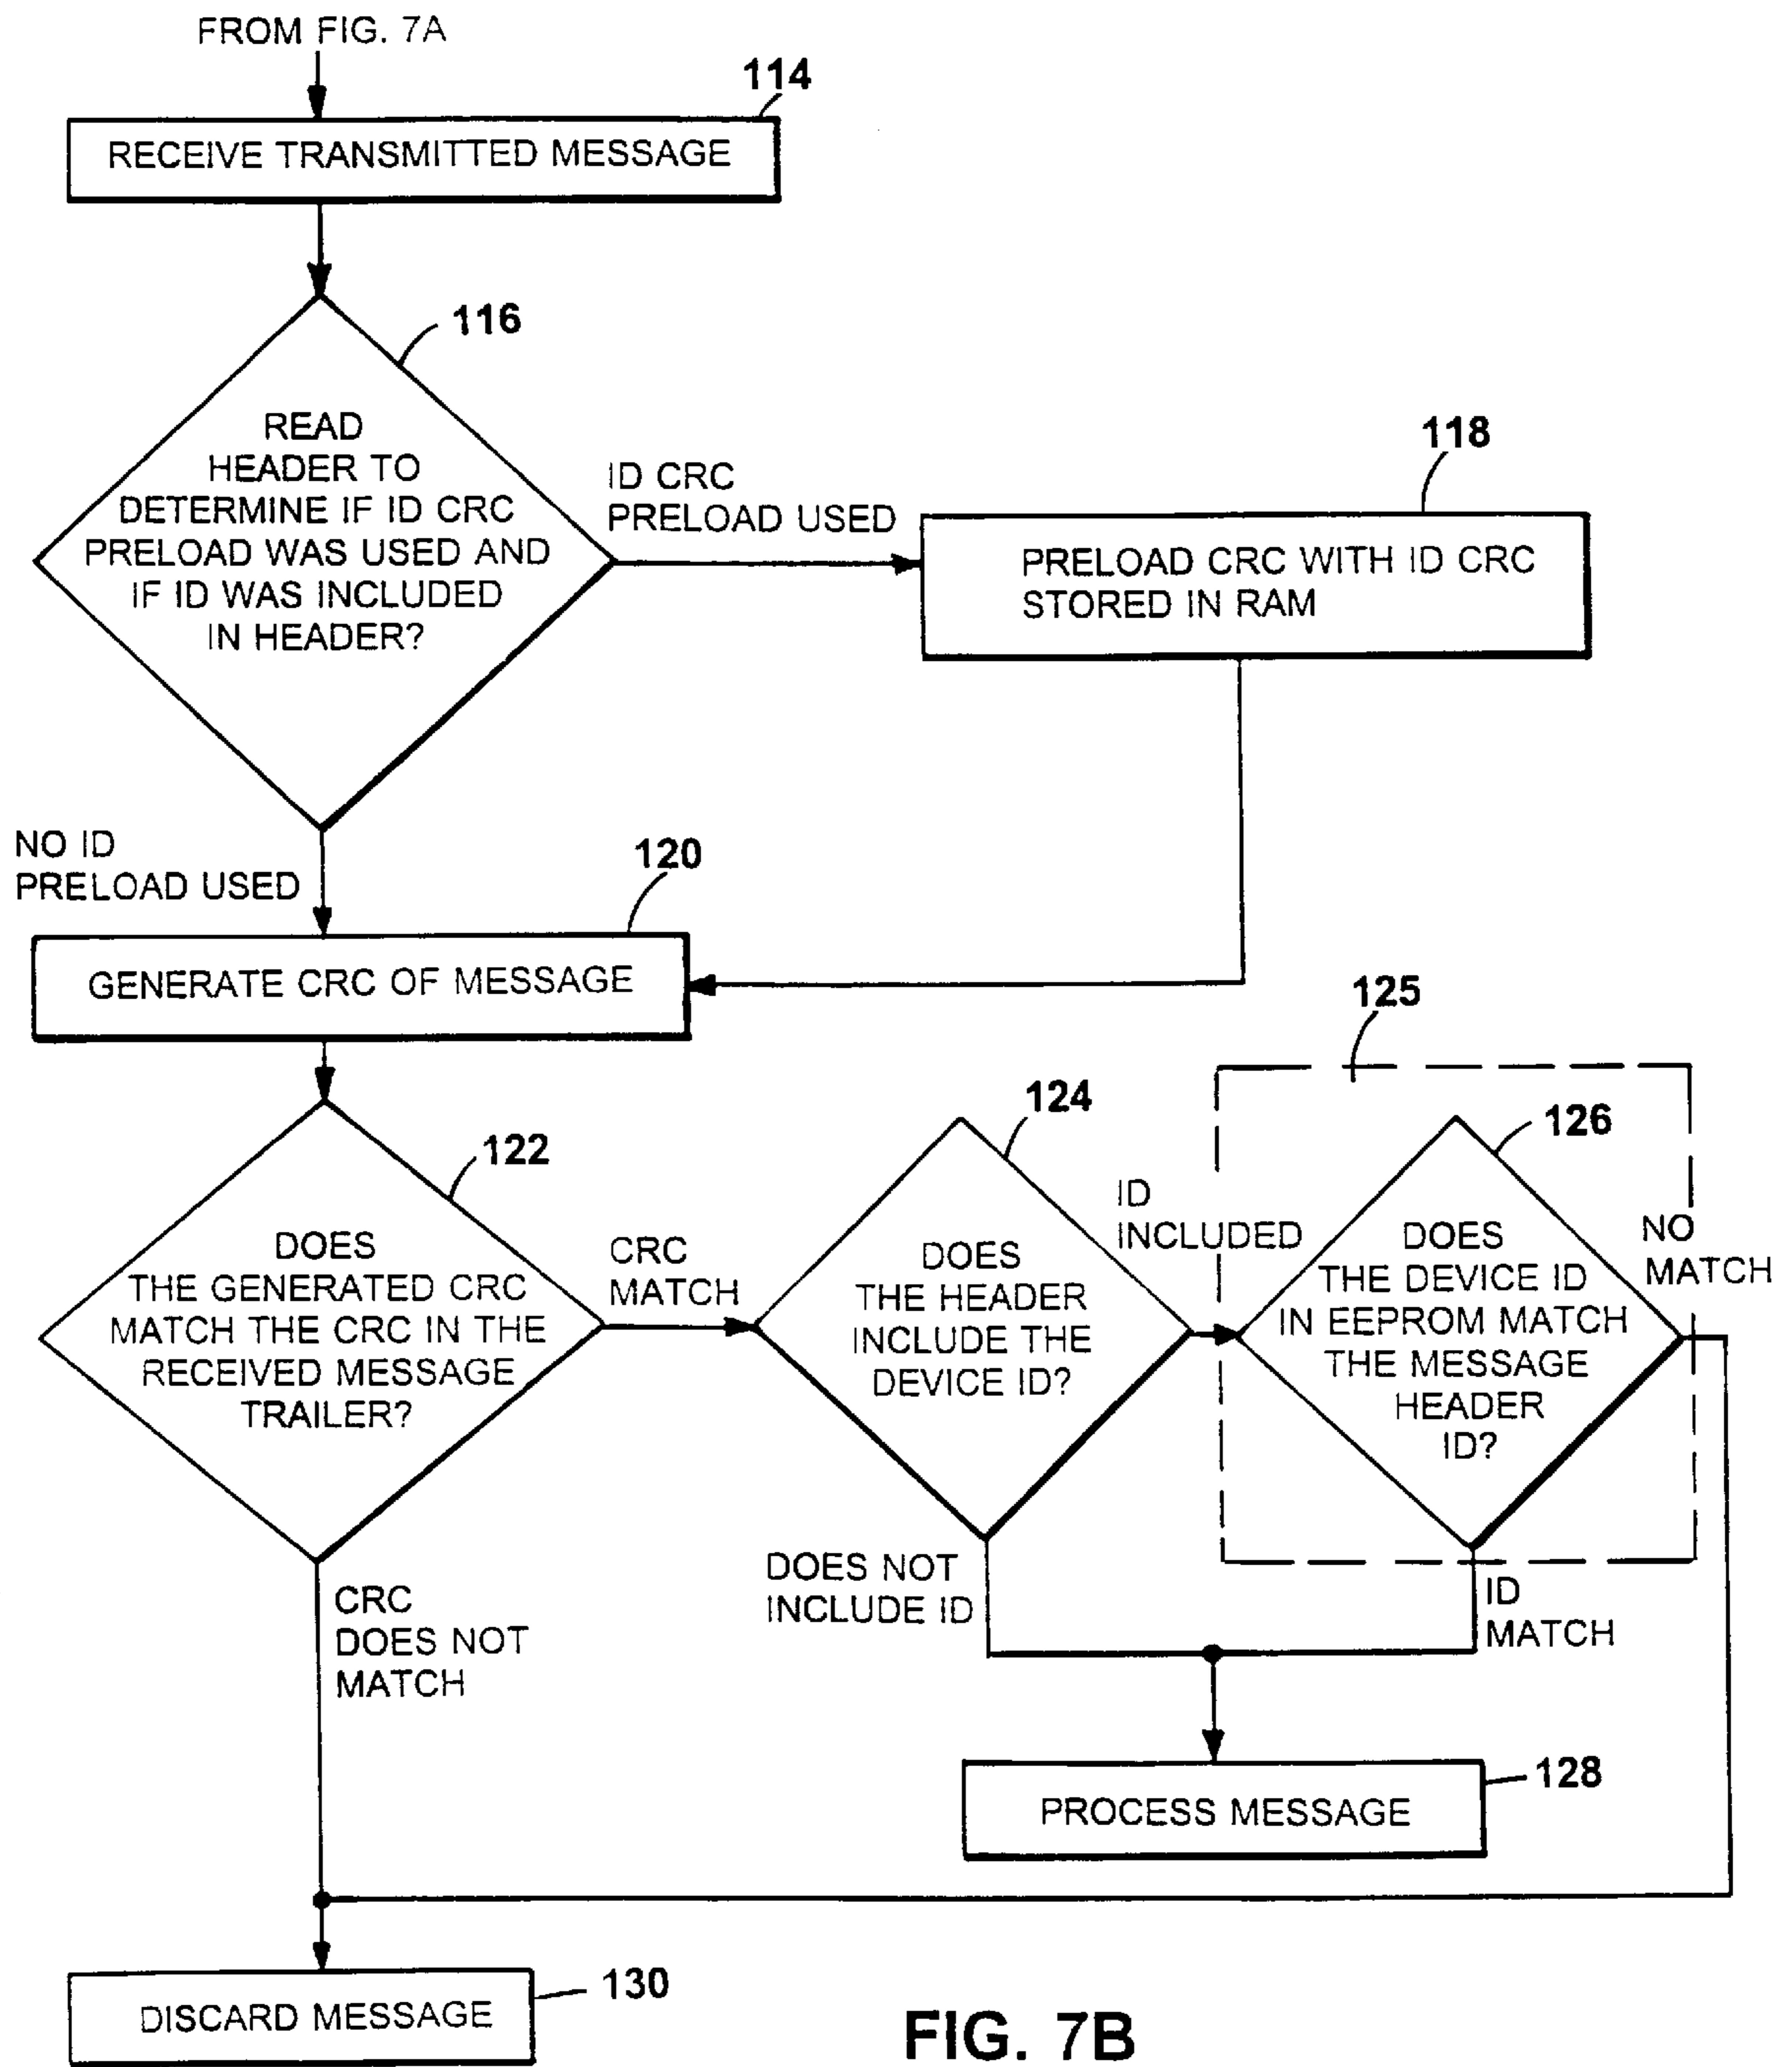 FROM FIG. 7A
114
RECEIVE TRANSMITTED MESSAGE
116
READ
HEADER TO
DETERMINE IF ID CRC
PRELOAD WAS USED AND
IF ID WAS INCLUDED
IN HEADER?
ID CRC
PRELOAD USED
118
PRELOAD CRC WITH ID CRC
STORED IN RAM
NO ID
PRELOAD USED
120
GENERATE CRC OF MESSAGE
122
DOES
THE GENERATED CRC
MATCH THE CRC IN THE
RECEIVED MESSAGE
TRAILER?
CRC
MATCH
124
DOES
THE HEADER
INCLUDE THE
DEVICE ID?
ID
INCLUDED
125
126
DOES
THE DEVICE ID
IN EEPROM MATCH
THE MESSAGE
HEADER
ID?
NO
MATCH
CRC
DOES NOT
MATCH
DOES NOT
INCLUDE ID
ID
MATCH
128
PROCESS MESSAGE
130
DISCARD MESSAGE
FIG. 7B